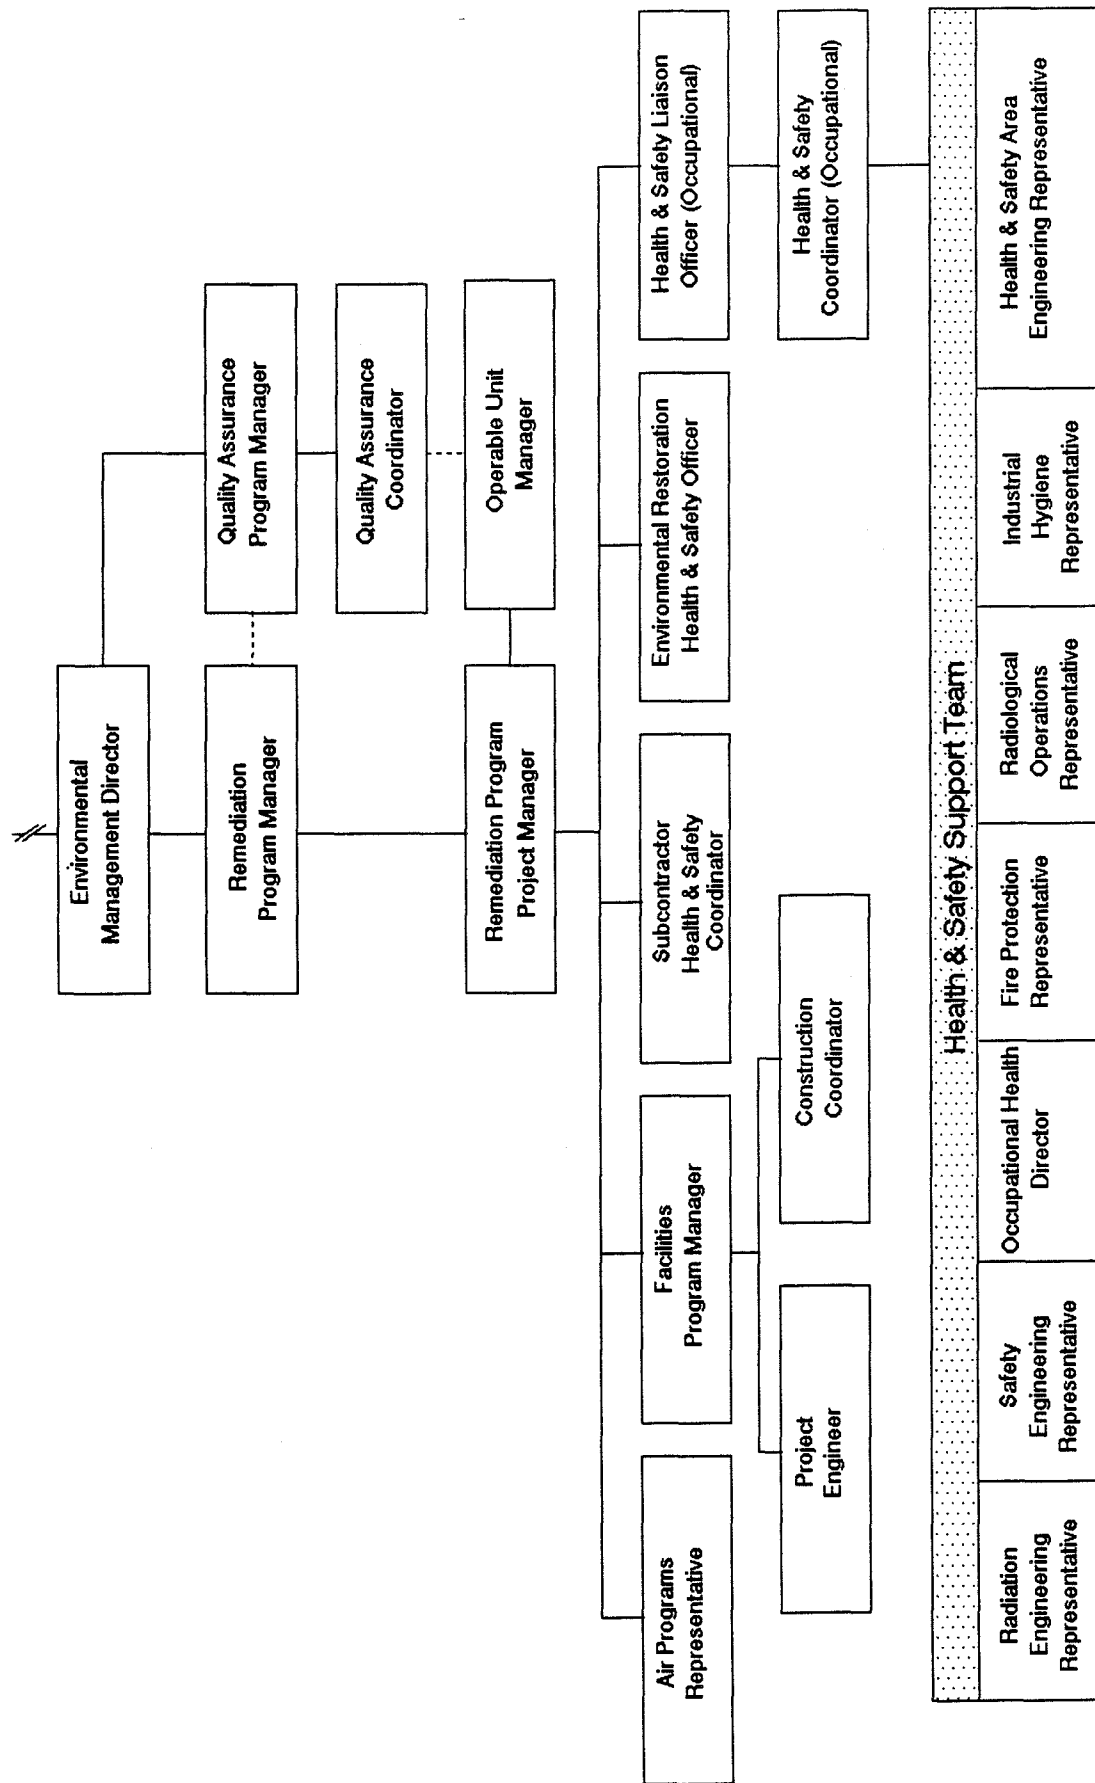 Environmental
Management Director
Remediation
Program Manager
Quality Assurance
Program Manager
Quality Assurance
Coordinator
Remediation Program
Project Manager
Operable Unit
Manager
Air Programs
Representative
Facilities
Program Manager
Subcontractor
Health & Safety
Coordinator
Environmental Restoration
Health & Safety Officer
Health & Safety Liaison
Officer (Occupational)
Project
Engineer
Construction
Coordinator
Health & Safety
Coordinator (Occupational)
Health & Safety Support Team
Radiation
Engineering
Representative
Safety
Engineering
Representative
Occupational Health
Director
Fire Protection
Representative
Radiological
Operations
Representative
Industrial
Hygiene
Representative
Health & Safety Area
Engineering Representative